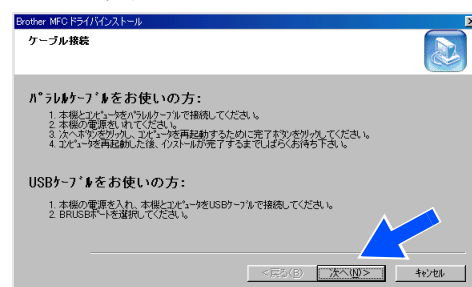 Brother MFCドライバインストール
ケーブル接続
パラレルケーブルをお使いの方:
1. 本機とコンピュータをパラレルケーブルで接続してください。
2. 本機の電源をいれてください。
3. 次へボタンをクリックし、コンピュータを再起動するために完了ボタンをクリックしてください。
4. コンピュータを再起動した後、インストールが完了するまでしばらくお待ち下さい。
USBケーブルをお使いの方:
1. 本機の電源を入れ、本機とコンピュータをUSBケーブルで接続してください。
2. BRUSBポートを選択してください。
<戻る(B) 次へ(N)> キャンセル